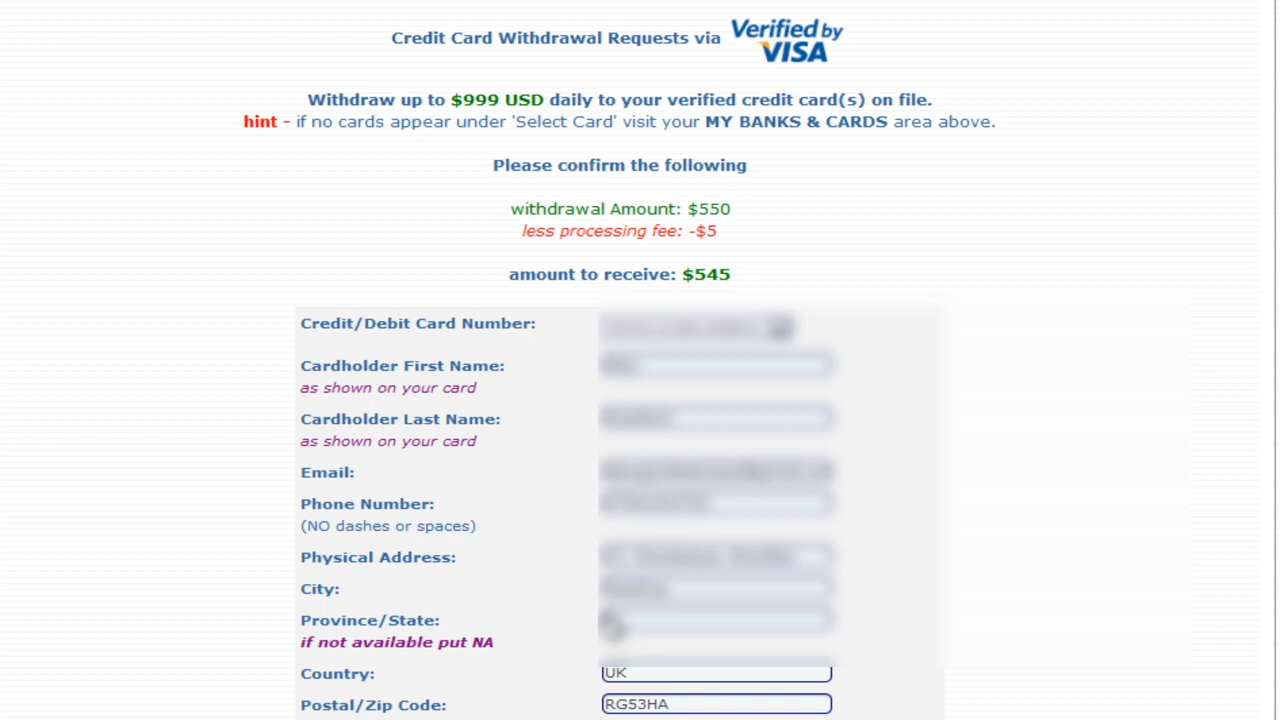 Credit Card Withdrawal Requests via Verified by VISA
Withdraw up to $999 USD daily to your verified credit card(s) on file.
hint - if no cards appear under 'Select Card' visit your MY BANKS & CARDS area above.
Please confirm the following
withdrawal Amount: $550
less processing fee: -$5
amount to receive: $545
Credit/Debit Card Number:
Cardholder First Name:
as shown on your card
Cardholder Last Name:
as shown on your card
Email:
Phone Number:
(NO dashes or spaces)
Physical Address:
City:
Province/State:
if not available put NA
Country: UK
Postal/Zip Code: RG53HA